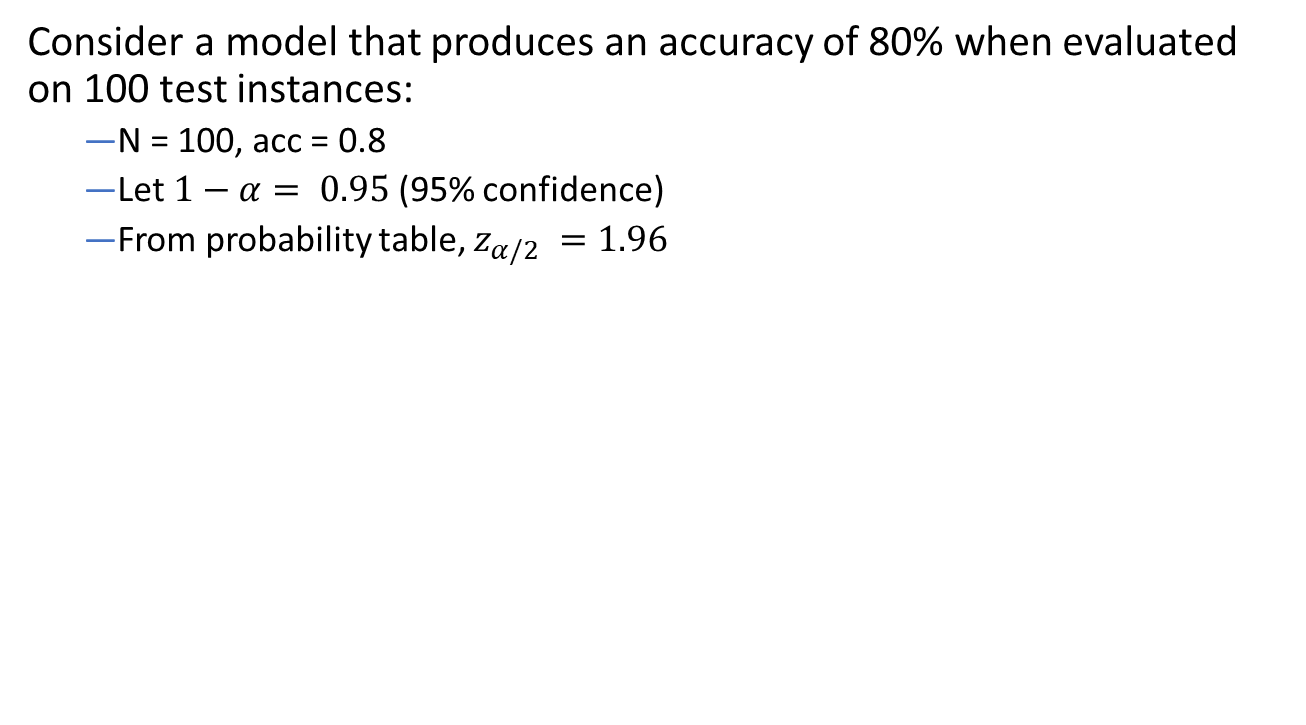 Consider a model that produces an accuracy of 80% when evaluated
on 100 test instances:
—N = 100, acc = 0.8
—Let 1 − α = 0.95 (95% confidence)
—From probability table, z_{α/2} = 1.96